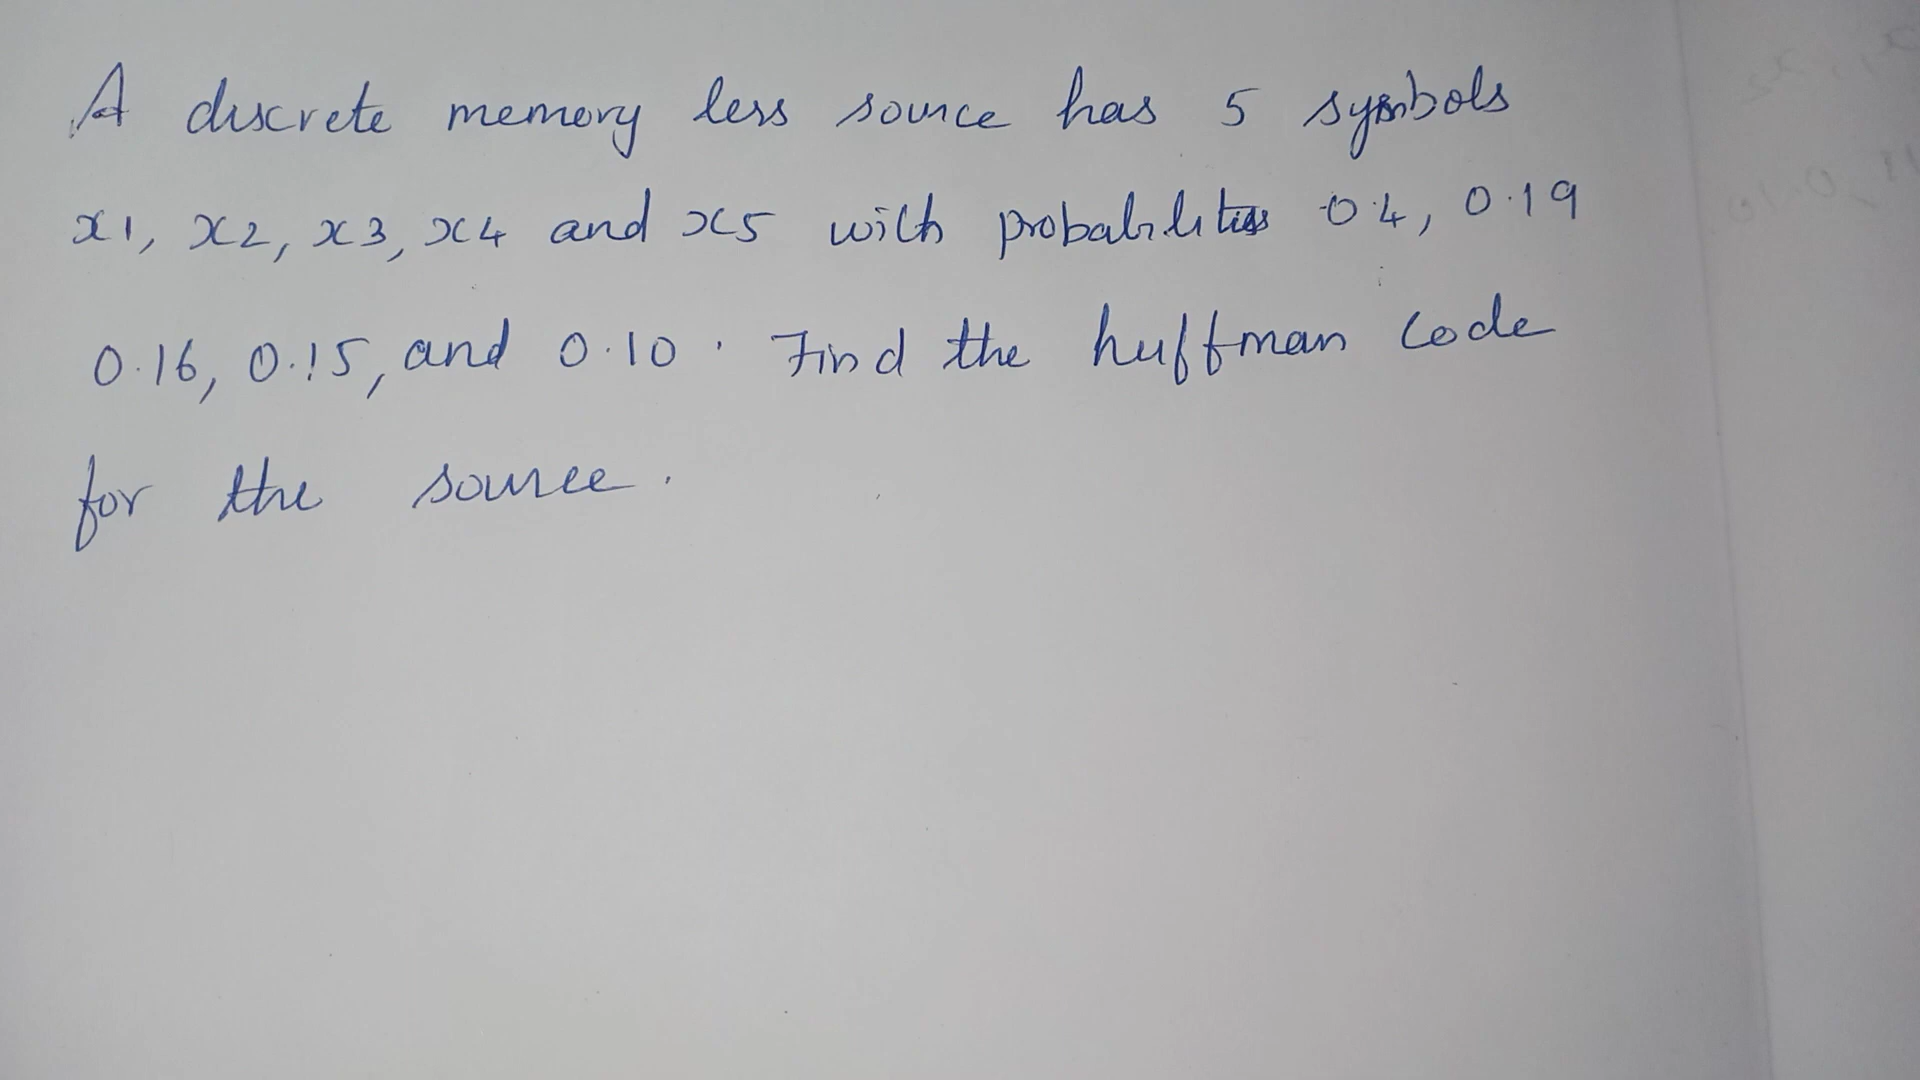 A discrete memory less source has 5 symbols
x1, x2, x3, x4 and x5 with probabilities 0.4, 0.19
0.16, 0.15, and 0.10. Find the huffman code
for the source.